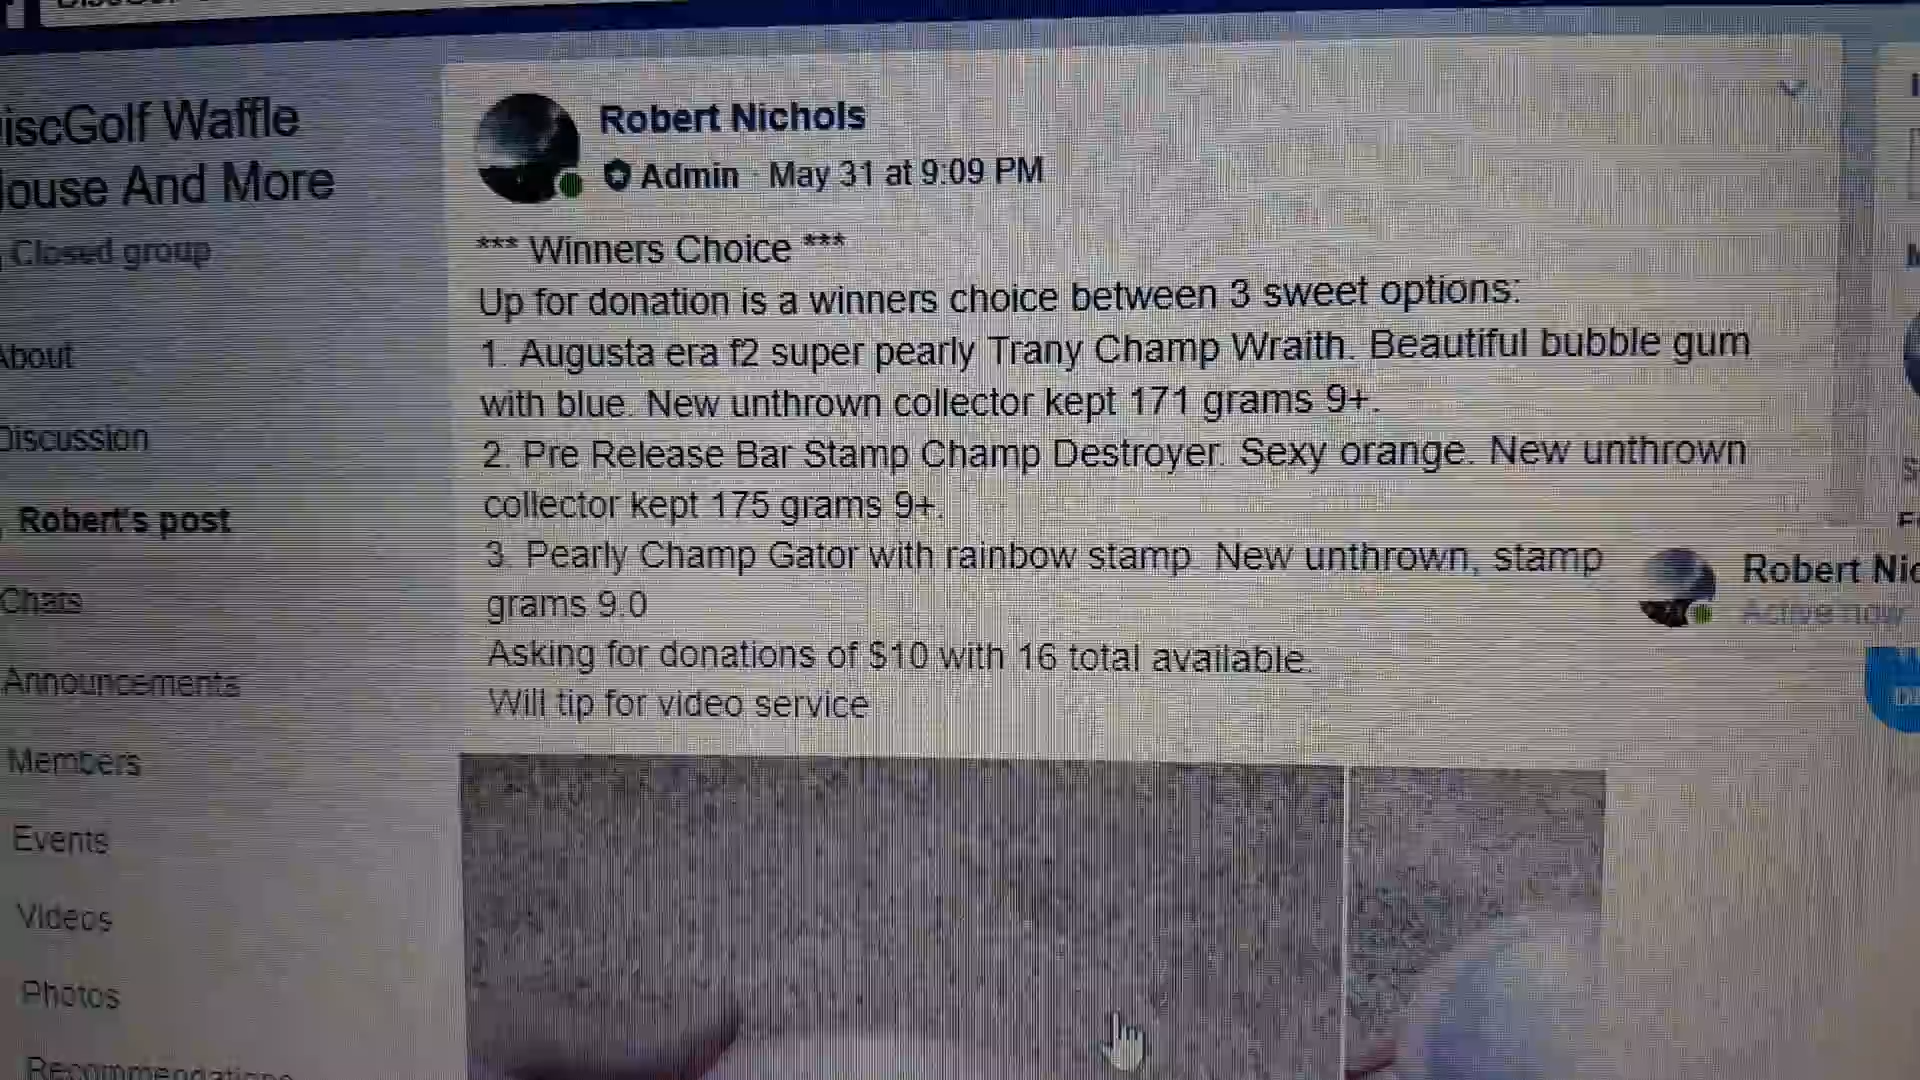 iscGolf Waffle
ouse And More
Closed group
About
Discussion
Robert's post
Chats
Announcements
Members
Events
Videos
Photos
Recommendations
Robert Nichols
Admin · May 31 at 9:09 PM
*** Winners Choice ***
Up for donation is a winners choice between 3 sweet options:
1. Augusta era f2 super pearly Trany Champ Wraith. Beautiful bubble gum
with blue. New unthrown collector kept 171 grams 9+.
2. Pre Release Bar Stamp Champ Destroyer. Sexy orange. New unthrown
collector kept 175 grams 9+.
3. Pearly Champ Gator with rainbow stamp. New unthrown, stamp
grams 9.0
Asking for donations of $10 with 16 total available.
Will tip for video service
Robert Nic
Active now